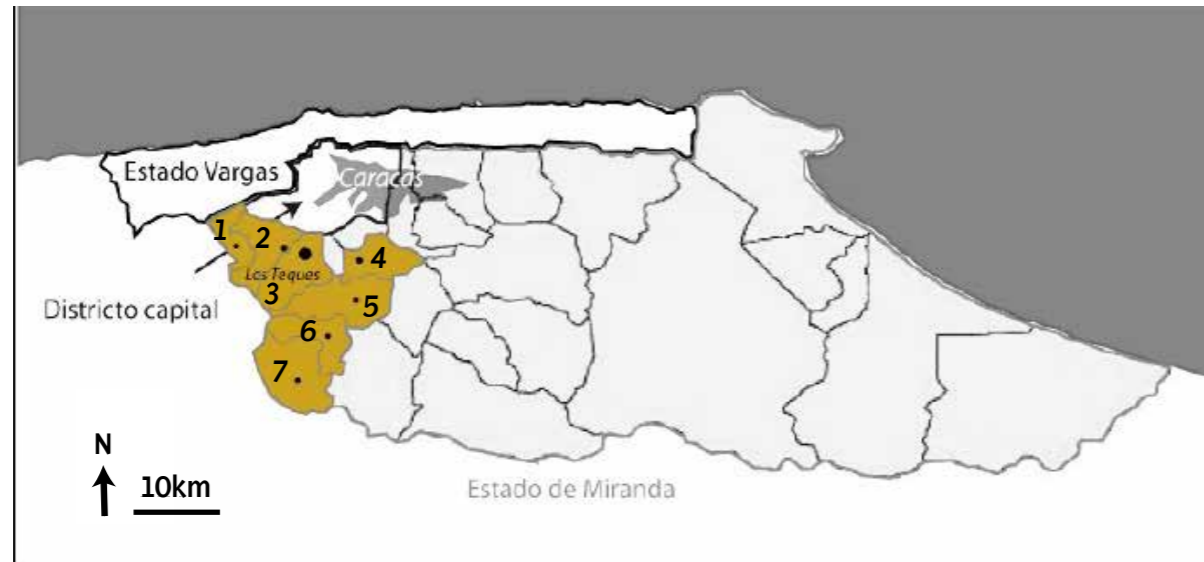 Estado Vargas
Caracas
1
2
4
Los Teques
3
5
Districto capital
6
7
N
10km
Estado de Miranda